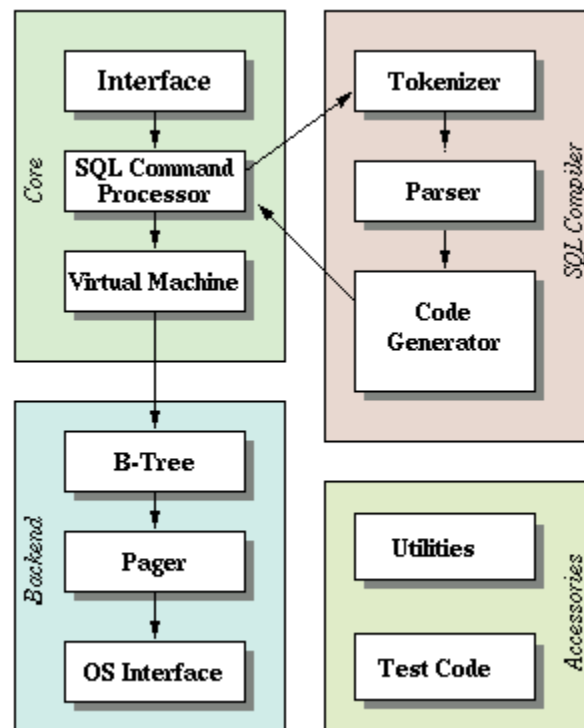 Core
Interface
SQL Command
Processor
Virtual Machine
SQL Compiler
Tokenizer
Parser
Code
Generator
Backend
B-Tree
Pager
OS Interface
Accessories
Utilities
Test Code